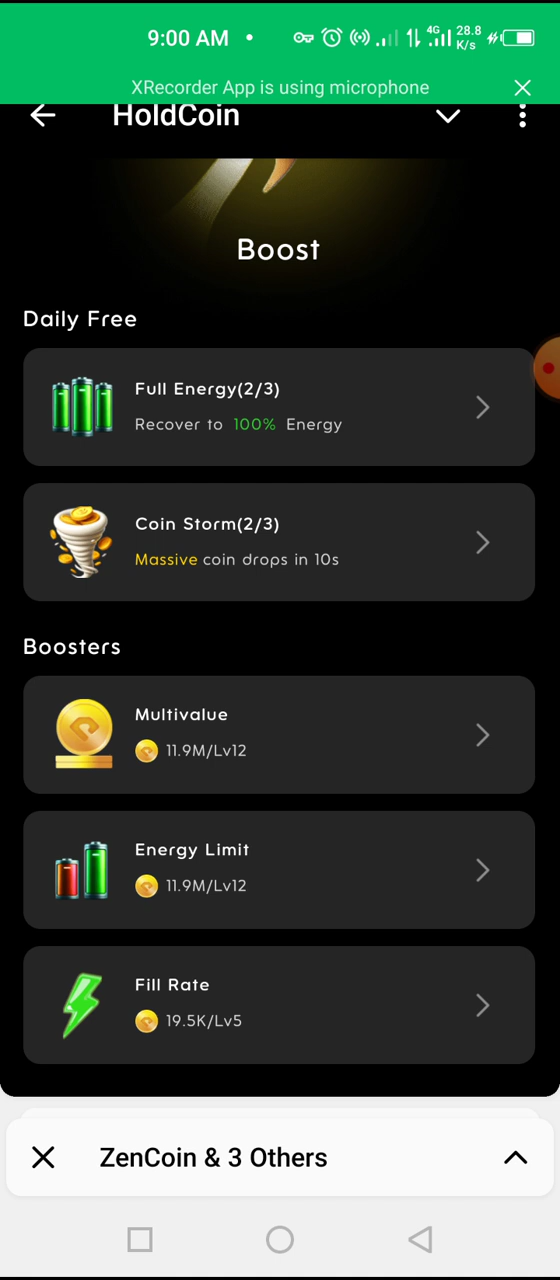 9:00 AM
4G 28.8 K/s
XRecorder App is using microphone
HoldCoin
Boost
Daily Free
Full Energy(2/3)
Recover to 100% Energy
Coin Storm(2/3)
Massive coin drops in 10s
Boosters
Multivalue
11.9M/Lv12
Energy Limit
11.9M/Lv12
Fill Rate
19.5K/Lv5
ZenCoin & 3 Others